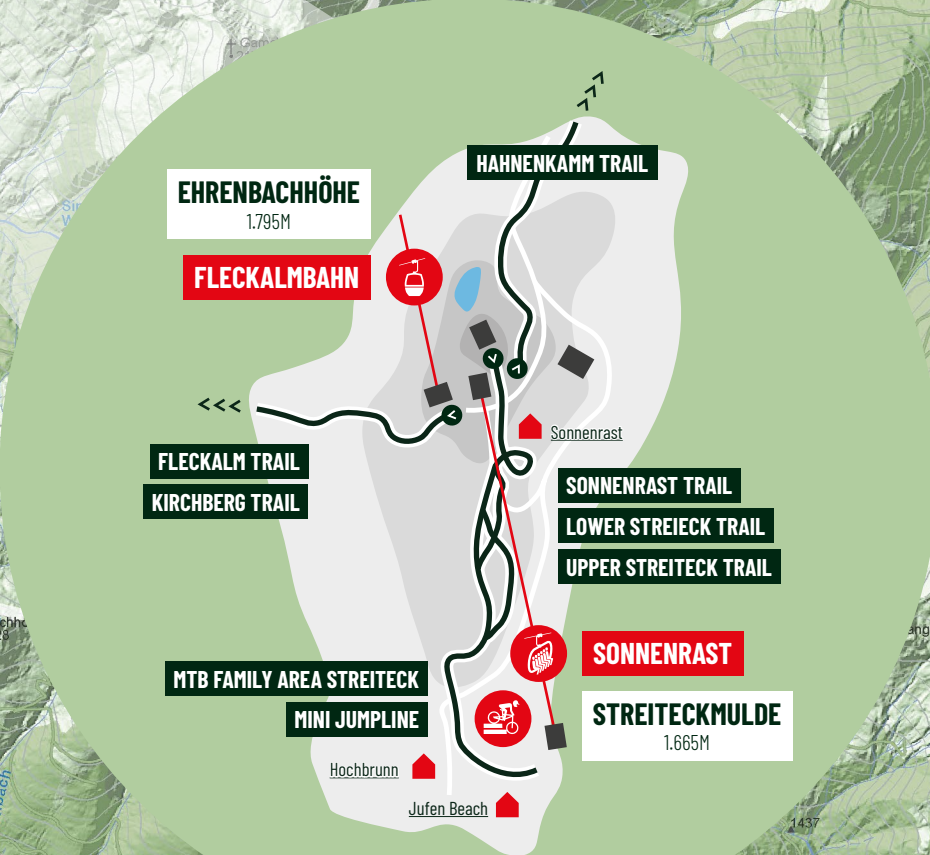 HAHNENKAMM TRAIL
EHRENBACHHÖHE
1.795M
FLECKALMBAHN
Sonnenrast
FLECKALM TRAIL
KIRCHBERG TRAIL
SONNENRAST TRAIL
LOWER STREIECK TRAIL
UPPER STREITECK TRAIL
SONNENRAST
MTB FAMILY AREA STREITECK
MINI JUMPLINE
STREITECKMULDE
1.665M
Hochbrunn
Jufen Beach
1437